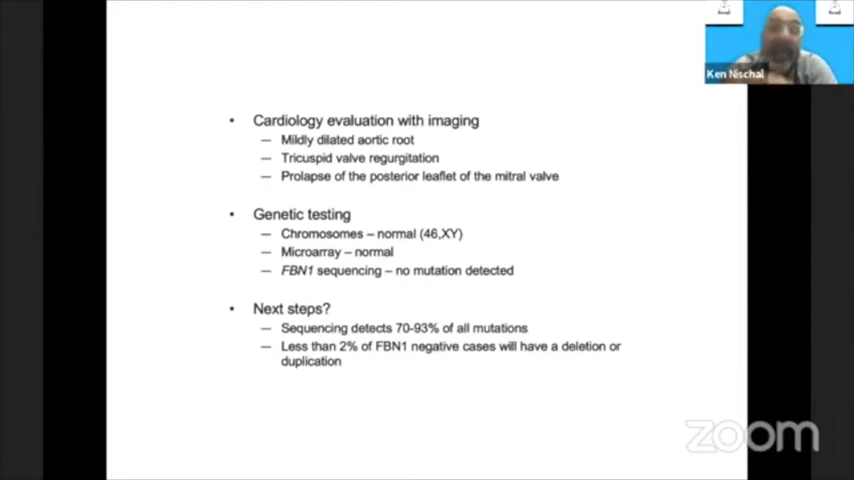 Ken Nischal
• Cardiology evaluation with imaging
— Mildly dilated aortic root
— Tricuspid valve regurgitation
— Prolapse of the posterior leaflet of the mitral valve
• Genetic testing
— Chromosomes – normal (46,XY)
— Microarray – normal
— FBN1 sequencing – no mutation detected
• Next steps?
— Sequencing detects 70-93% of all mutations
— Less than 2% of FBN1 negative cases will have a deletion or
duplication
zoom